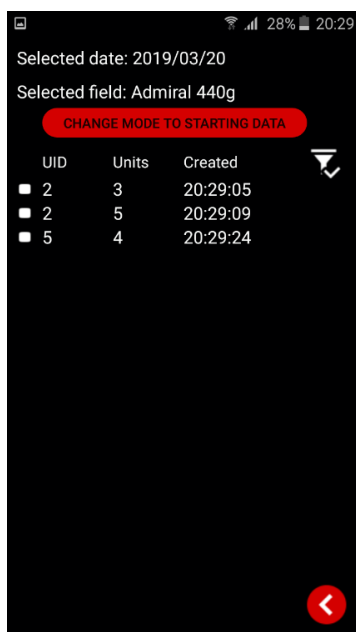 28% 20:29
Selected date: 2019/03/20
Selected field: Admiral 440g
CHANGE MODE TO STARTING DATA
UID Units Created
2 3 20:29:05
2 5 20:29:09
5 4 20:29:24